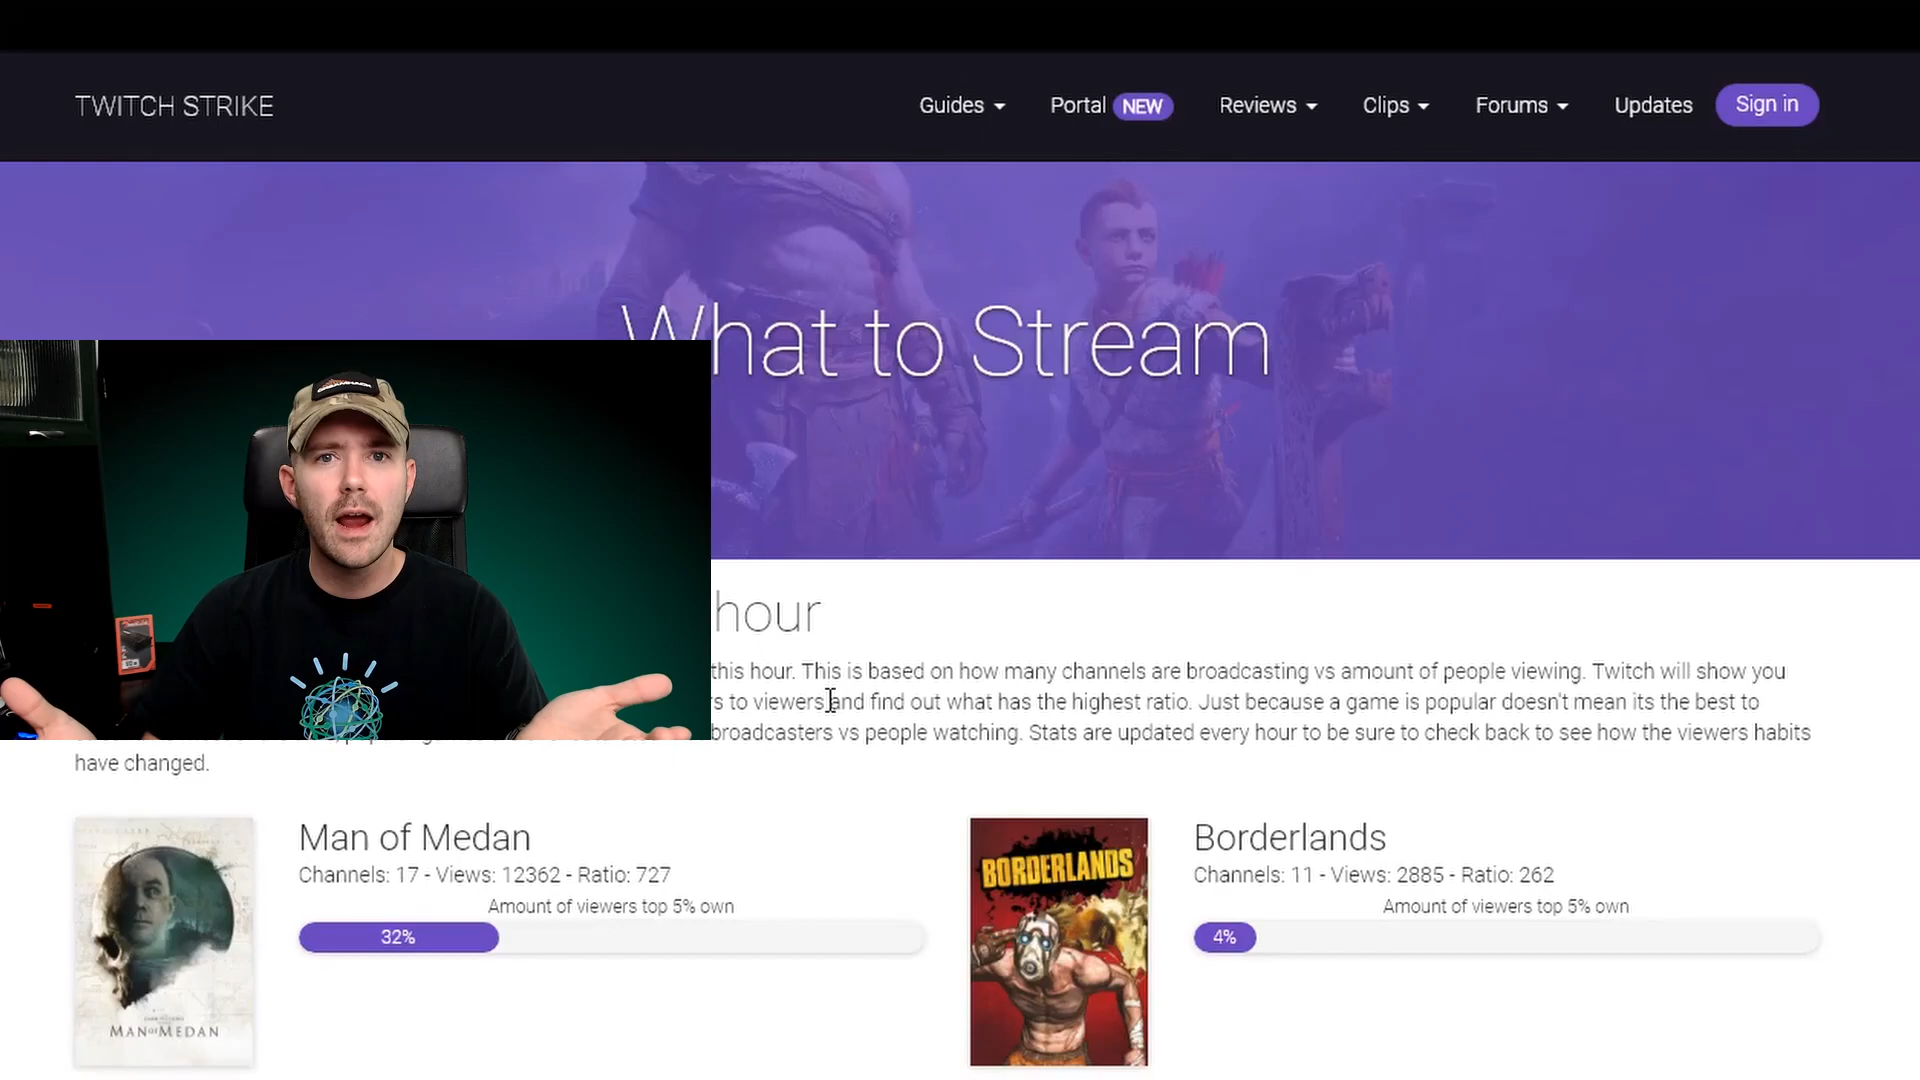 TWITCH STRIKE
Guides
Portal NEW
Reviews
Clips
Forums
Updates
Sign in
What to Stream
hour
this hour. This is based on how many channels are broadcasting vs amount of people viewing. Twitch will show you
to viewers and find out what has the highest ratio. Just because a game is popular doesn't mean its the best to
broadcasters vs people watching. Stats are updated every hour to be sure to check back to see how the viewers habits
have changed.
Man of Medan
Channels: 17 - Views: 12362 - Ratio: 727
Amount of viewers top 5% own
32%
MAN OF MEDAN
Borderlands
Channels: 11 - Views: 2885 - Ratio: 262
Amount of viewers top 5% own
4%
BORDERLANDS